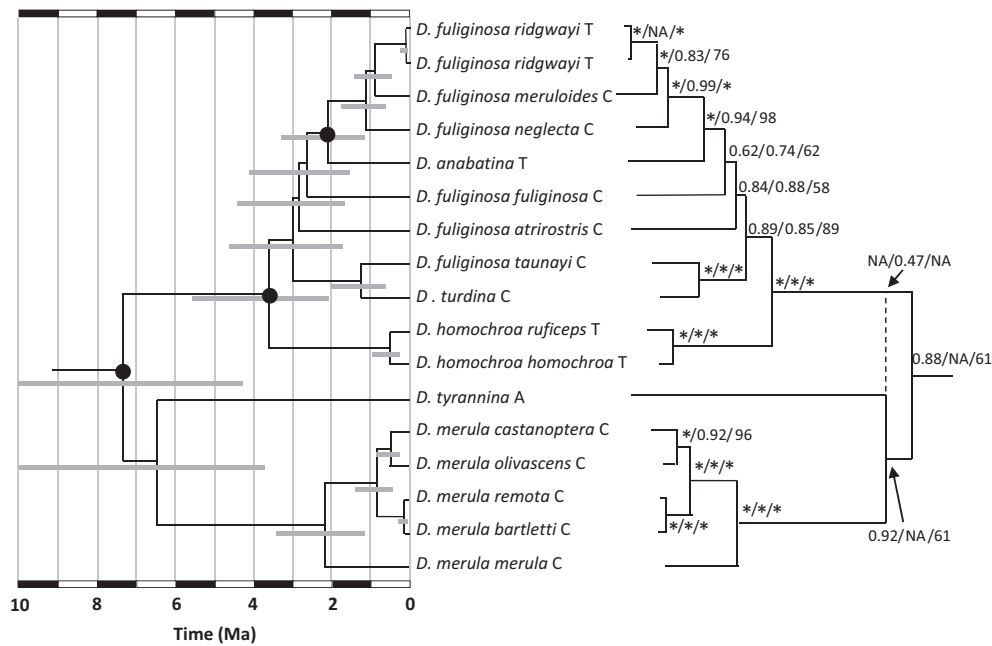 D. fuliginosa ridgwayi T
*/NA/*
*/0.83/76
D. fuliginosa ridgwayi T
*/0.99/*
D. fuliginosa meruloides C
*/0.94/98
D. fuliginosa neglecta C
0.62/0.74/62
D. anabatina T
0.84/0.88/58
D. fuliginosa fuliginosa C
0.89/0.85/89
D. fuliginosa atrirostris C
NA/0.47/NA
D. fuliginosa taunayi C
*/*/*
*/*/*
D . turdina C
D. homochroa ruficeps T
*/*/*
D. homochroa homochroa T
0.88/NA/61
D. tyrannina A
D. merula castanoptera C
*/0.92/96
D. merula olivascens C
*/*/*
D. merula remota C
*/*/*
*/*/*
D. merula bartletti C
0.92/NA/61
D. merula merula C
10 8 6 4 2 0
Time (Ma)